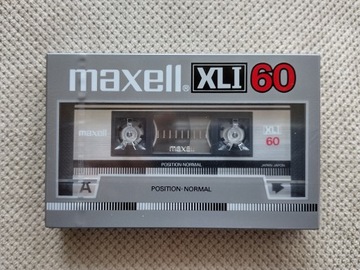 maxell® XLI 60
maxell XLI
maxell 60
POSITION·NORMAL
A POSITION·NORMAL